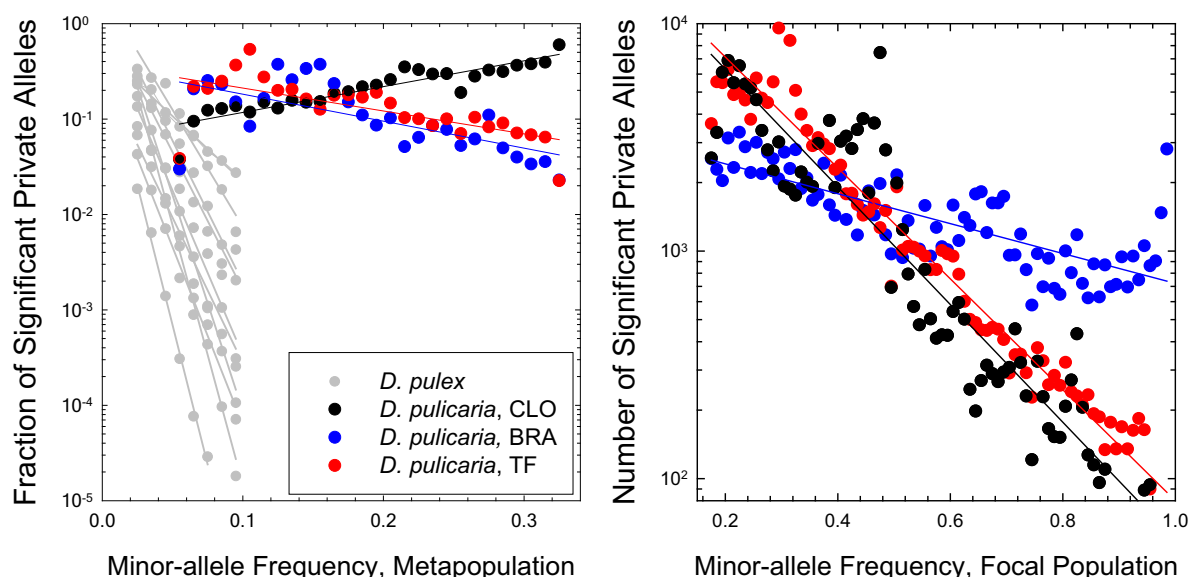 Fraction of Significant Private Alleles
10⁰
10⁻¹
10⁻²
10⁻³
10⁻⁴
10⁻⁵
0.0
0.1
0.2
0.3
Minor-allele Frequency, Metapopulation
D. pulex
D. pulicaria, CLO
D. pulicaria, BRA
D. pulicaria, TF
Number of Significant Private Alleles
10⁴
10³
10²
0.2
0.4
0.6
0.8
1.0
Minor-allele Frequency, Focal Population